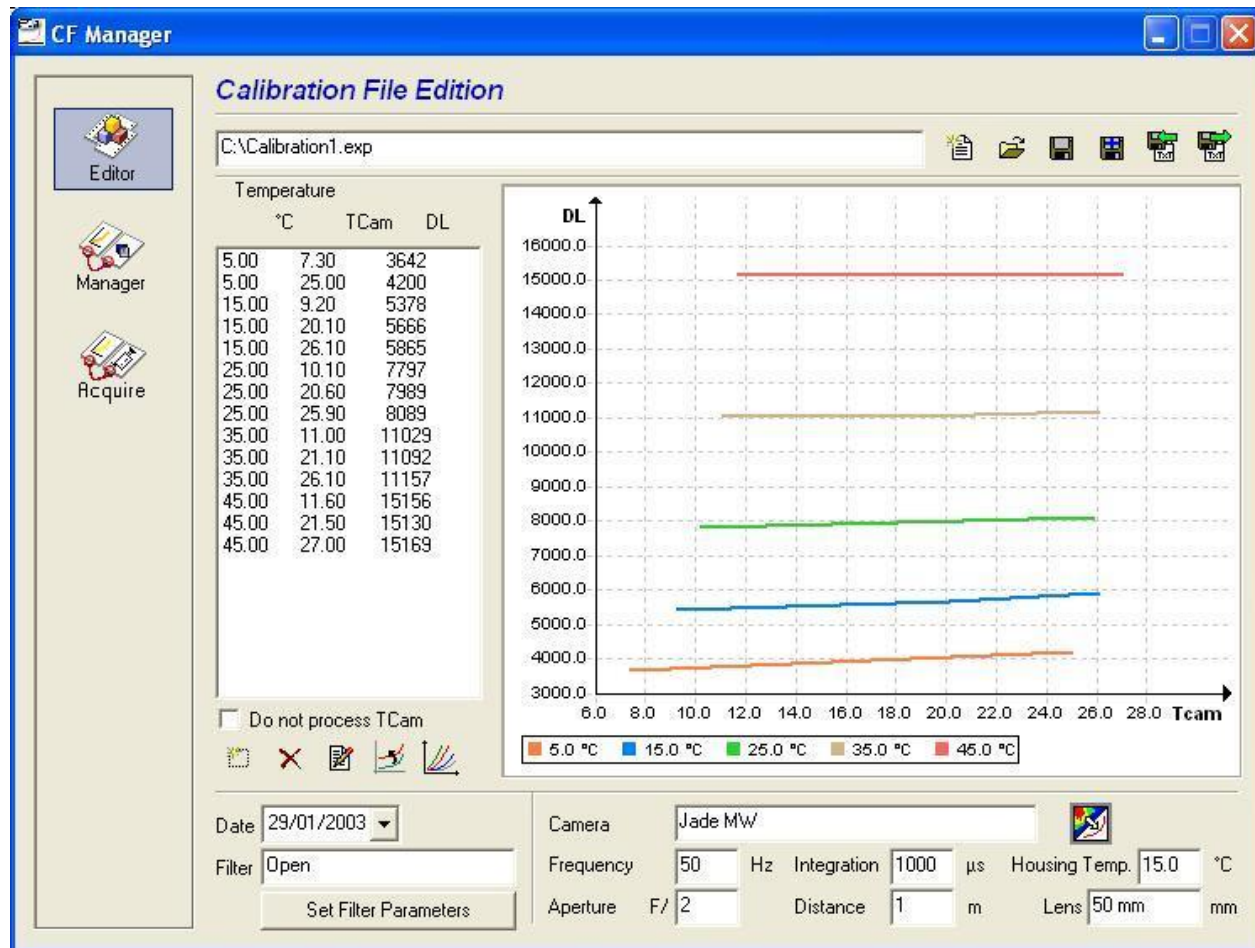 CF Manager
Calibration File Edition
C:\Calibration1.exp
TxT TxT
Editor
Manager
Acquire
Temperature
°C TCam DL
5.00 7.30 3642
5.00 25.00 4200
15.00 9.20 5378
15.00 20.10 5666
15.00 26.10 5865
25.00 10.10 7797
25.00 20.60 7989
25.00 25.90 8089
35.00 11.00 11029
35.00 21.10 11092
35.00 26.10 11157
45.00 11.60 15156
45.00 21.50 15130
45.00 27.00 15169
Do not process TCam
DL
16000.0
15000.0
14000.0
13000.0
12000.0
11000.0
10000.0
9000.0
8000.0
7000.0
6000.0
5000.0
4000.0
3000.0
6.0 8.0 10.0 12.0 14.0 16.0 18.0 20.0 22.0 24.0 26.0 28.0 Tcam
5.0 °C 15.0 °C 25.0 °C 35.0 °C 45.0 °C
Date 29/01/2003
Filter Open
Set Filter Parameters
Camera Jade MW
Frequency 50 Hz Integration 1000 µs Housing Temp. 15.0 °C
Aperture F/ 2 Distance 1 m Lens 50 mm mm